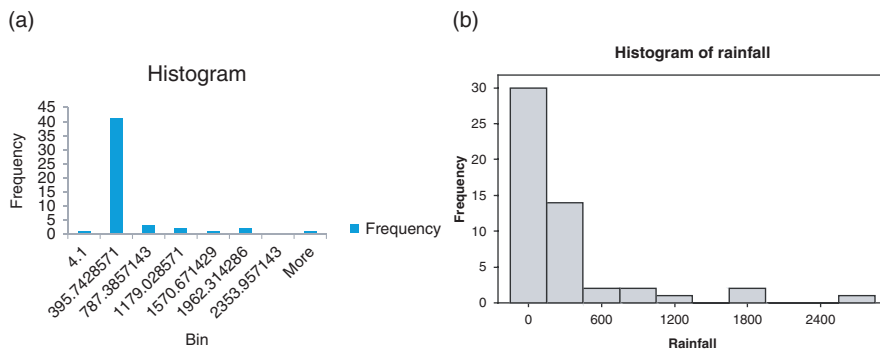 (a)
Histogram
Frequency
45
40
35
30
25
20
15
10
5
0
4.1
395.7428571
787.3857143
1179.028571
1570.671429
1962.314286
2353.957143
More
Bin
Frequency
(b)
Histogram of rainfall
Frequency
30
25
20
15
10
5
0
0 600 1200 1800 2400
Rainfall